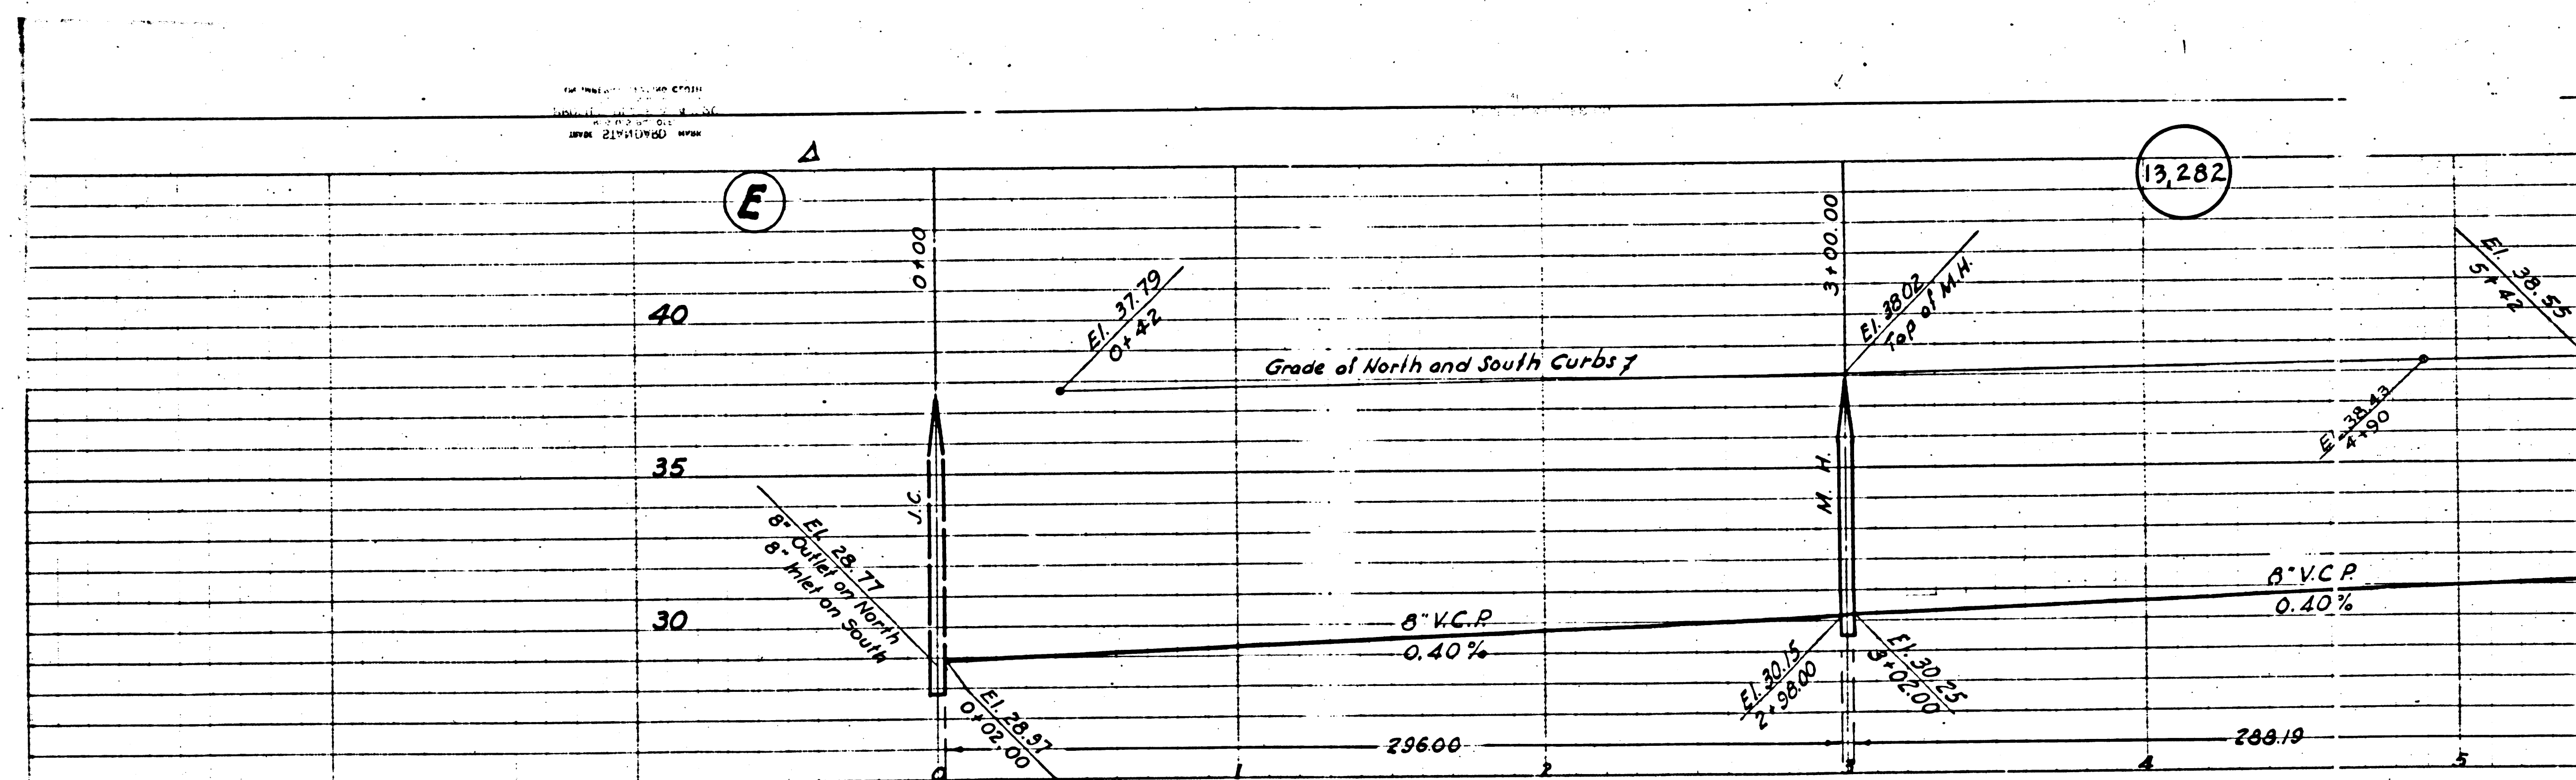 STANDARD
Δ
E
13,282
0+00
3+00.00
El. 37.79
0+42
El. 38.02
Top of M.H.
El. 38.55
5+42
40
Grade of North and South Curbs
El. 38.43
4+90
35
J.C.
M. H.
El. 28.77
8" Outlet on North
8" Inlet on South
30
8" V.C.P.
0.40%
8" V.C.P.
0.40%
El. 28.97
0+02.00
El. 30.15
2+98.00
El. 30.25
3+02.00
296.00
288.19
0 1 2 3 4 5